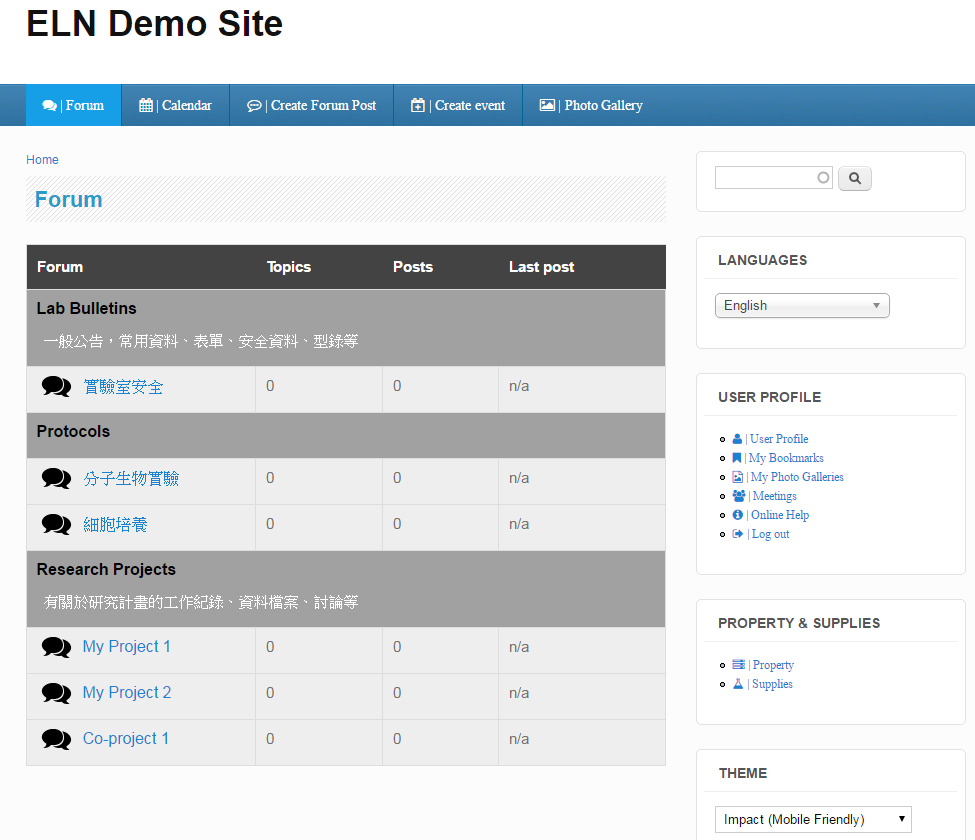 ELN Demo Site
| Forum
| Calendar
| Create Forum Post
| Create event
| Photo Gallery
Home
Forum
Forum Topics Posts Last post
Lab Bulletins
一般公告，常用資料、表單、安全資料、型錄等
實驗室安全 0 0 n/a
Protocols
分子生物實驗 0 0 n/a
細胞培養 0 0 n/a
Research Projects
有關於研究計畫的工作紀錄、資料檔案、討論等
My Project 1 0 0 n/a
My Project 2 0 0 n/a
Co-project 1 0 0 n/a
LANGUAGES
English
USER PROFILE
| User Profile
| My Bookmarks
| My Photo Galleries
| Meetings
| Online Help
| Log out
PROPERTY & SUPPLIES
| Property
| Supplies
THEME
Impact (Mobile Friendly)